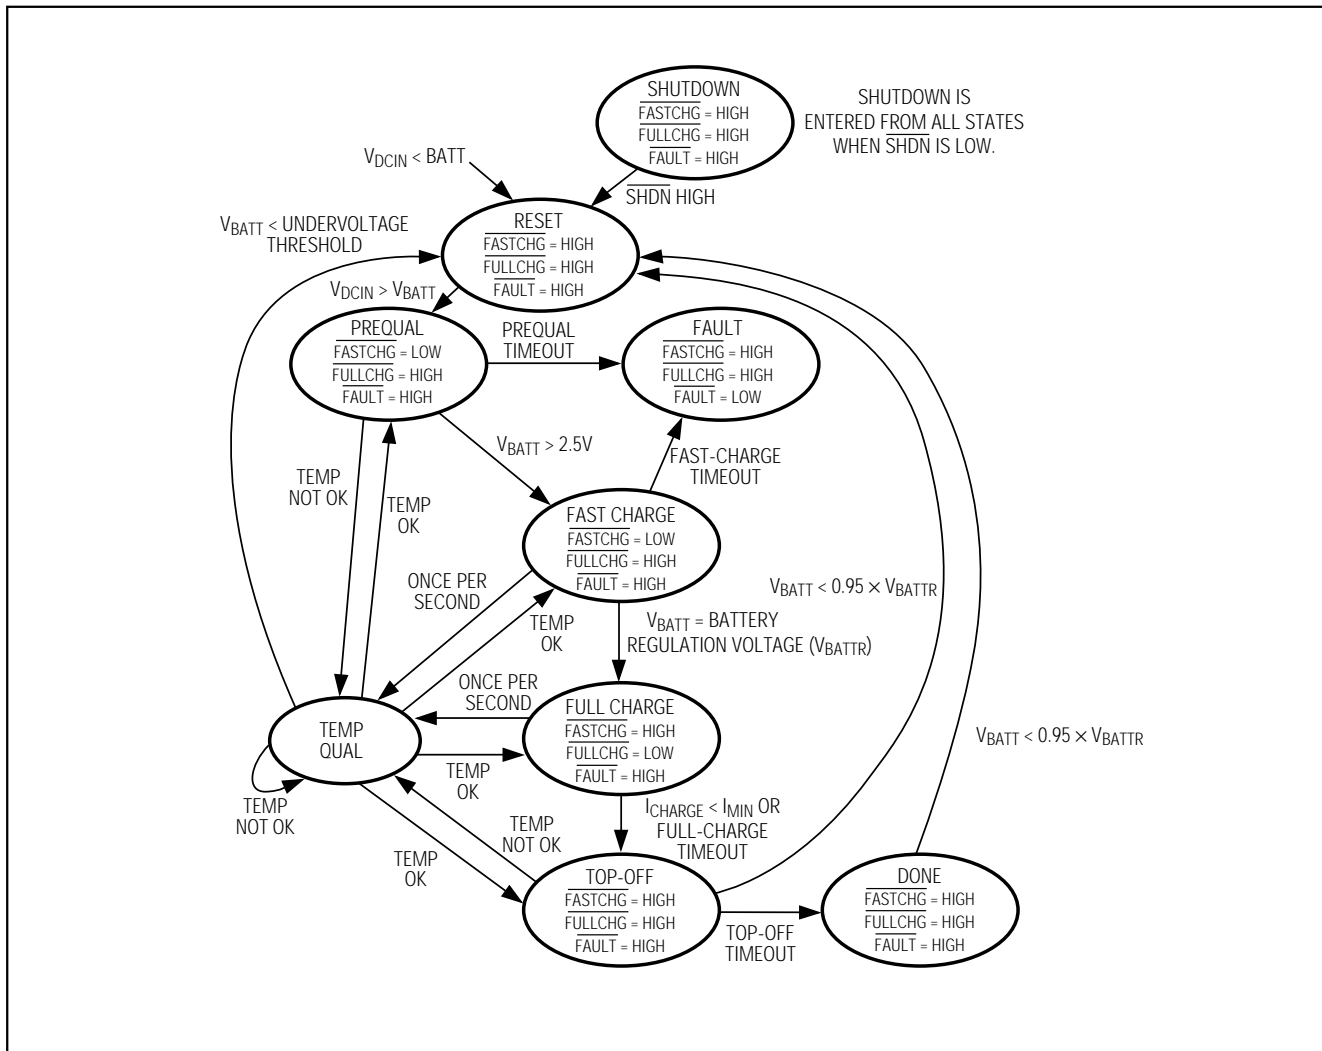 SHUTDOWN
FASTCHG = HIGH
FULLCHG = HIGH
FAULT = HIGH
SHUTDOWN IS
ENTERED FROM ALL STATES
WHEN SHDN IS LOW.
VDCIN < BATT
SHDN HIGH
VBATT < UNDERVOLTAGE
THRESHOLD
RESET
FASTCHG = HIGH
FULLCHG = HIGH
FAULT = HIGH
VDCIN > VBATT
PREQUAL
FASTCHG = LOW
FULLCHG = HIGH
FAULT = HIGH
PREQUAL
TIMEOUT
FAULT
FASTCHG = HIGH
FULLCHG = HIGH
FAULT = LOW
VBATT > 2.5V
FAST-CHARGE
TIMEOUT
TEMP
NOT OK
TEMP
OK
FAST CHARGE
FASTCHG = LOW
FULLCHG = HIGH
FAULT = HIGH
ONCE PER
SECOND
TEMP
OK
VBATT = BATTERY
REGULATION VOLTAGE (VBATTR)
VBATT < 0.95 × VBATTR
ONCE PER
SECOND
FULL CHARGE
FASTCHG = HIGH
FULLCHG = LOW
FAULT = HIGH
TEMP
QUAL
TEMP
OK
VBATT < 0.95 × VBATTR
TEMP
NOT OK
TEMP
NOT OK
ICHARGE < IMIN OR
FULL-CHARGE
TIMEOUT
TEMP
OK
TOP-OFF
FASTCHG = HIGH
FULLCHG = HIGH
FAULT = HIGH
TOP-OFF
TIMEOUT
DONE
FASTCHG = HIGH
FULLCHG = HIGH
FAULT = HIGH